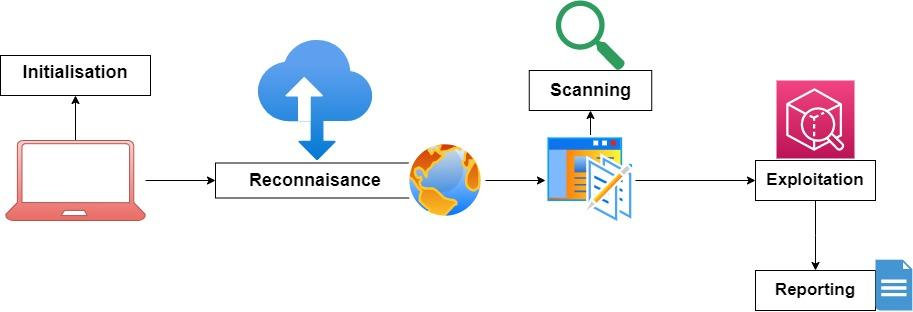 Initialisation
Reconnaisance
Scanning
Exploitation
Reporting